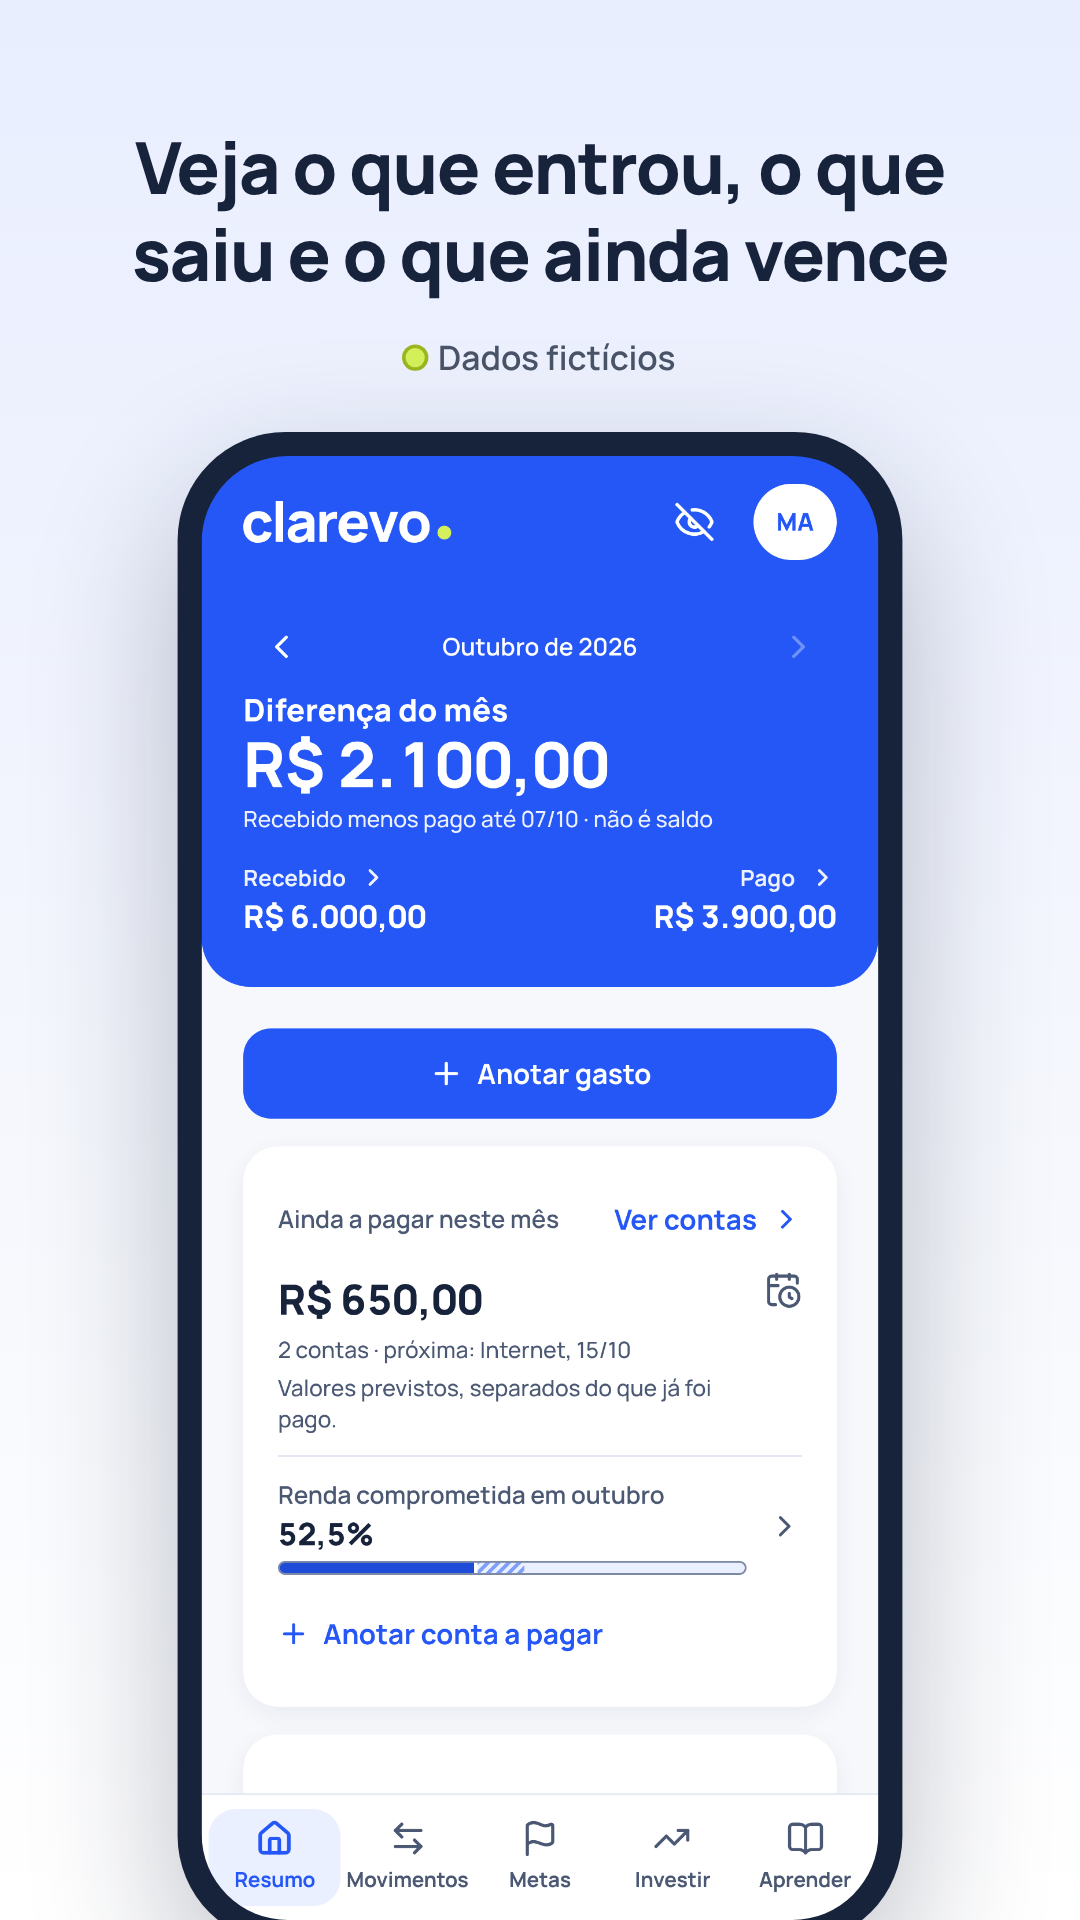 Veja o que entrou, o que
saiu e o que ainda vence
Dados fictícios
clarevo.
MA
Outubro de 2026
Diferença do mês
R$ 2.100,00
Recebido menos pago até 07/10 · não é saldo
Recebido
Pago
R$ 6.000,00
R$ 3.900,00
+ Anotar gasto
Ainda a pagar neste mês
Ver contas
R$ 650,00
2 contas · próxima: Internet, 15/10
Valores previstos, separados do que já foi
pago.
Renda comprometida em outubro
52,5%
+ Anotar conta a pagar
Resumo
Movimentos
Metas
Investir
Aprender